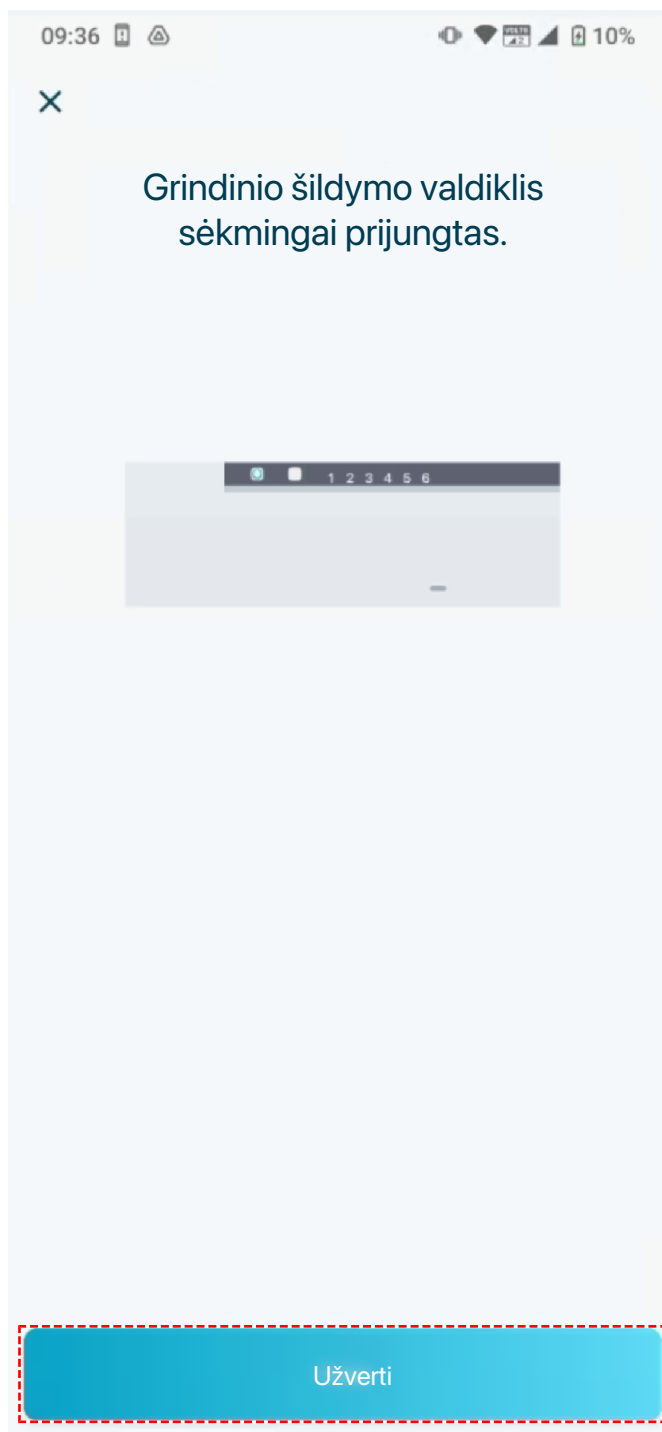 09:36
10%
Grindinio šildymo valdiklis
sėkmingai prijungtas.
1 2 3 4 5 6
Užverti